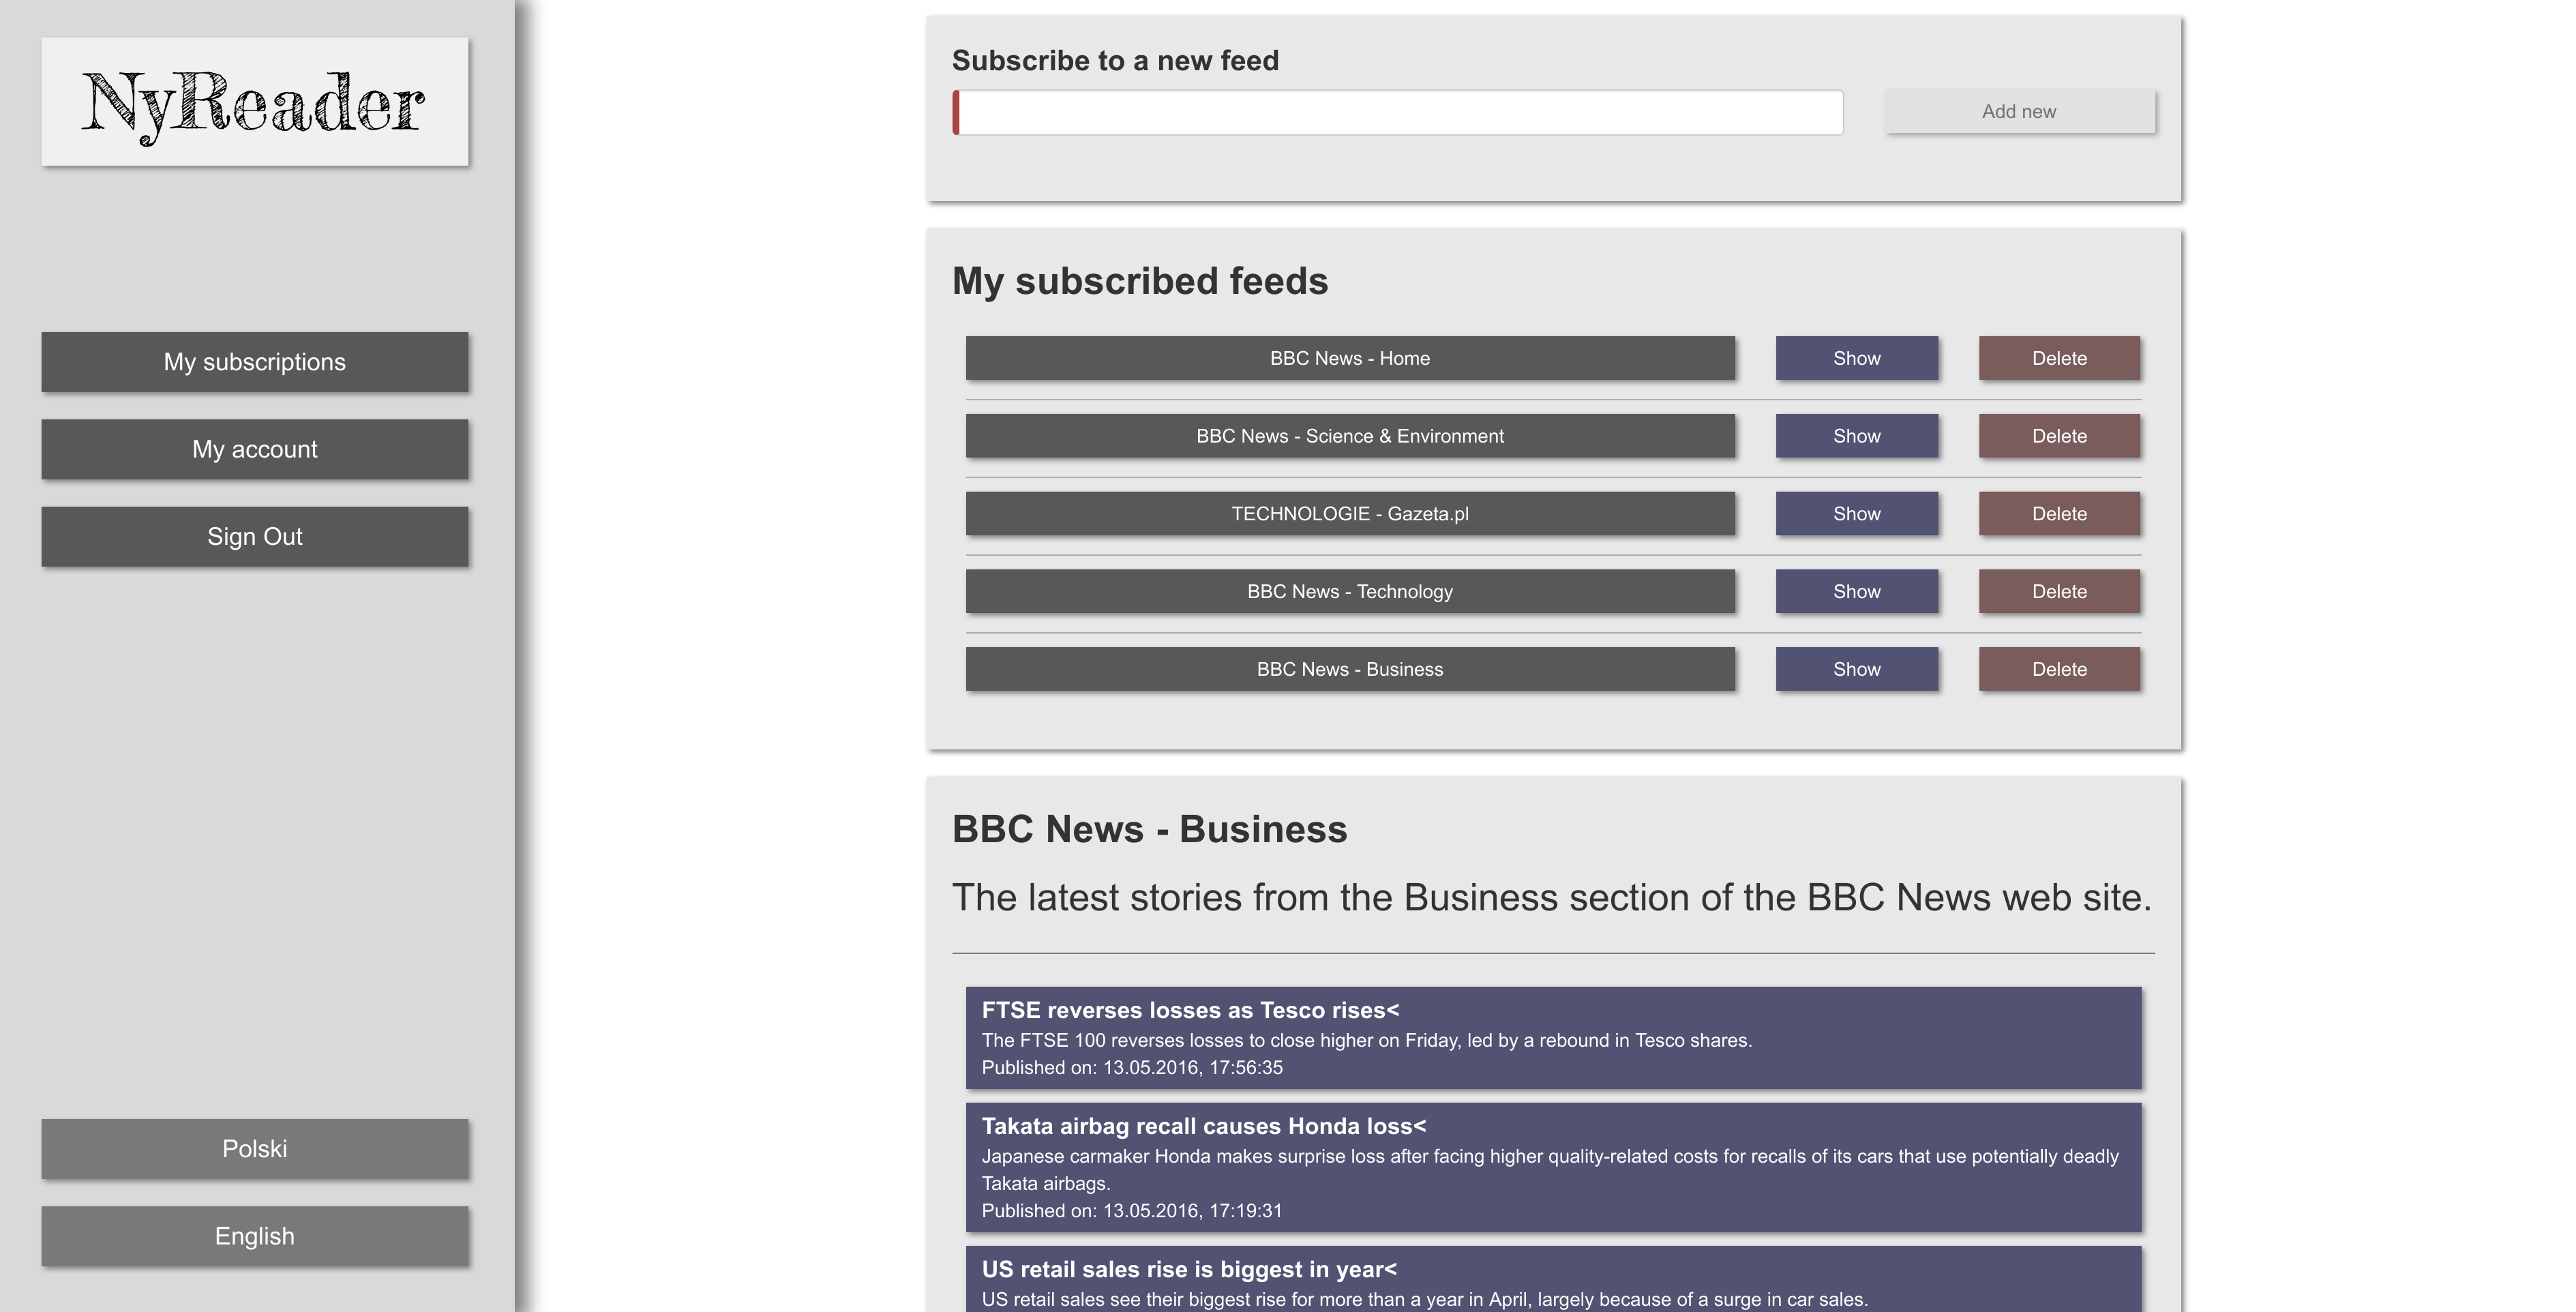 NyReader
My subscriptions
My account
Sign Out
Polski
English
Subscribe to a new feed
Add new
My subscribed feeds
BBC News - Home Show Delete
BBC News - Science & Environment Show Delete
TECHNOLOGIE - Gazeta.pl Show Delete
BBC News - Technology Show Delete
BBC News - Business Show Delete
BBC News - Business
The latest stories from the Business section of the BBC News web site.
FTSE reverses losses as Tesco rises<
The FTSE 100 reverses losses to close higher on Friday, led by a rebound in Tesco shares.
Published on: 13.05.2016, 17:56:35
Takata airbag recall causes Honda loss<
Japanese carmaker Honda makes surprise loss after facing higher quality-related costs for recalls of its cars that use potentially deadly
Takata airbags.
Published on: 13.05.2016, 17:19:31
US retail sales rise is biggest in year<
US retail sales see their biggest rise for more than a year in April, largely because of a surge in car sales.